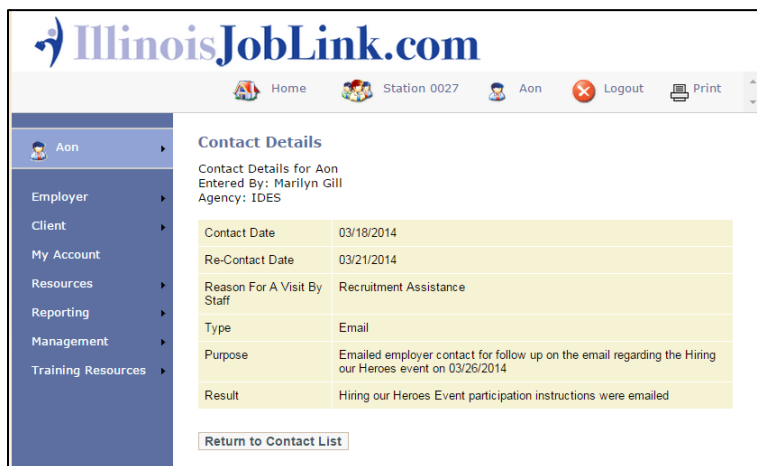 IllinoisJobLink.com
Home Station 0027 Aon Logout Print
Aon
Employer
Client
My Account
Resources
Reporting
Management
Training Resources
Contact Details
Contact Details for Aon
Entered By: Marilyn Gill
Agency: IDES
Contact Date 03/18/2014
Re-Contact Date 03/21/2014
Reason For A Visit By Recruitment Assistance
Staff
Type Email
Purpose Emailed employer contact for follow up on the email regarding the Hiring
our Heroes event on 03/26/2014
Result Hiring our Heroes Event participation instructions were emailed
Return to Contact List